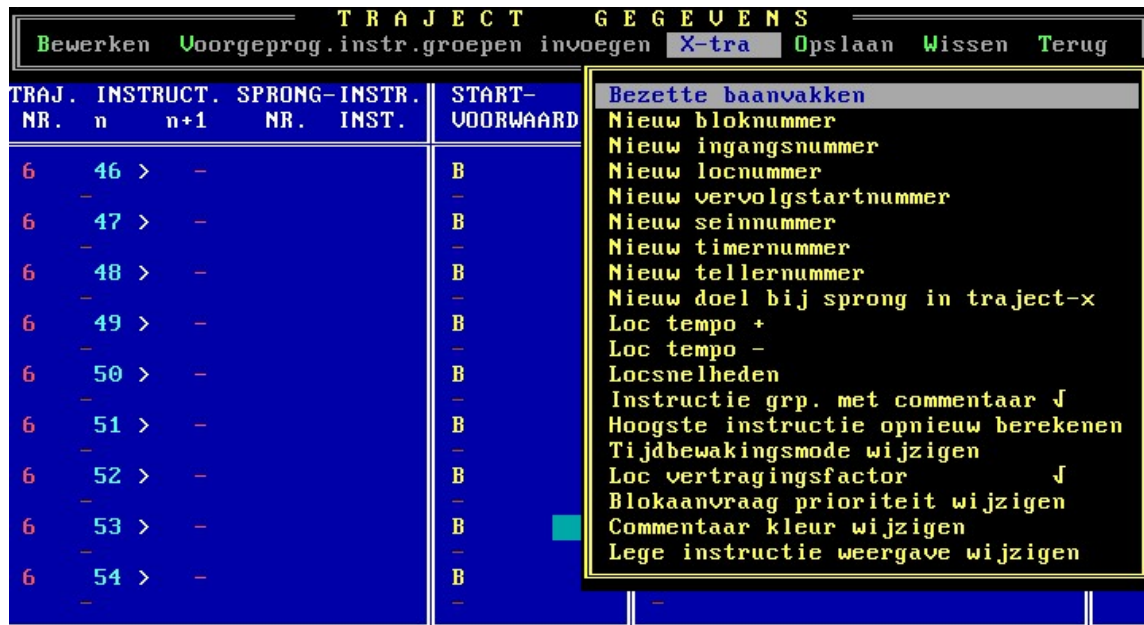 TRAJECT GEGEVENS
Bewerken Voorgeprog.instr.groepen invoegen X-tra Opslaan Wissen Terug
TRAJ. INSTRUCT. SPRONG-INSTR. START-
NR. n n+1 NR. INST. VOORWAARD
6 46 > - B
6 47 > - B
6 48 > - B
6 49 > - B
6 50 > - B
6 51 > - B
6 52 > - B
6 53 > - B
6 54 > - B
Bezette baanvakken
Nieuw bloknummer
Nieuw ingangsnummer
Nieuw locnummer
Nieuw vervolgstartnummer
Nieuw seinnummer
Nieuw timernummer
Nieuw tellernummer
Nieuw doel bij sprong in traject-x
Loc tempo +
Loc tempo -
Locsnelheden
Instructie grp. met commentaar √
Hoogste instructie opnieuw berekenen
Tijdbewakingsmode wijzigen
Loc vertragingsfactor √
Blokaanvraag prioriteit wijzigen
Commentaar kleur wijzigen
Lege instructie weergave wijzigen